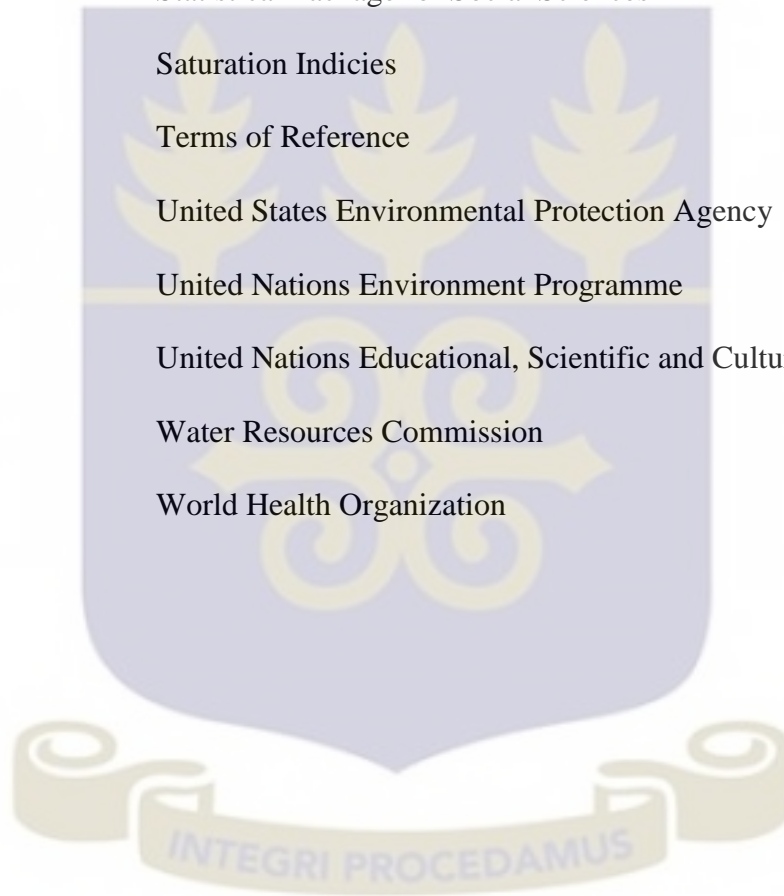 Saturation Indicies
Terms of Reference
United States Environmental Protection Agency
United Nations Environment Programme
United Nations Educational, Scientific and
Water Resources Commission
World Health Organization
INTEGRI PROCEDAMUS